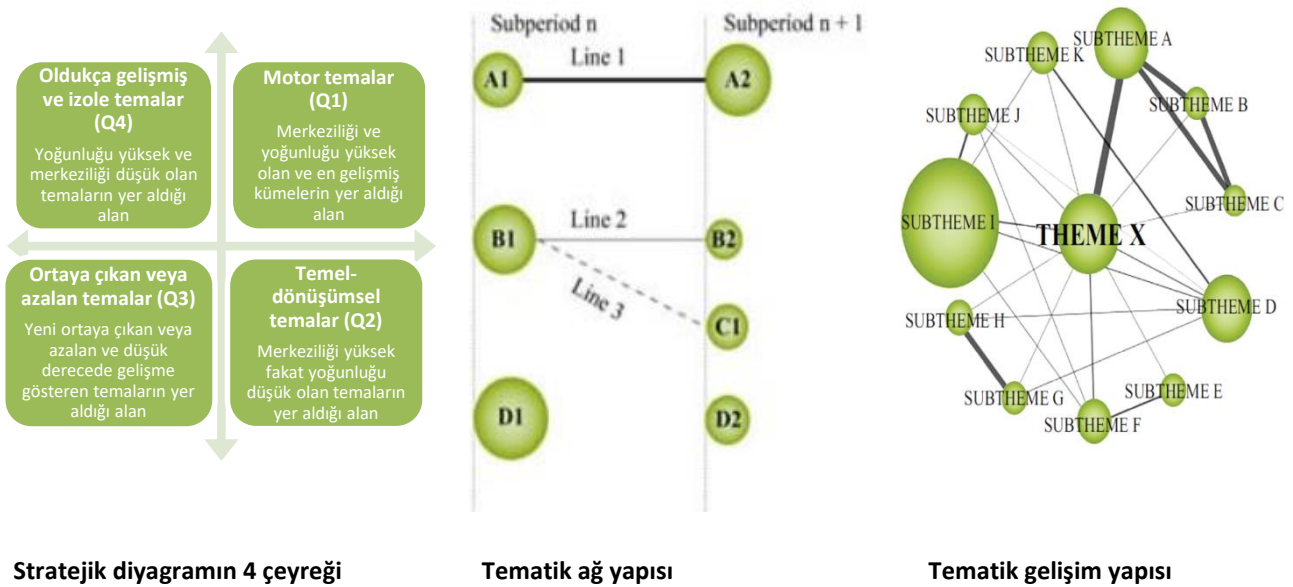 Oldukça gelişmiş
ve izole temalar
(Q4)
Yoğunluğu yüksek ve
merkeziliği düşük olan
temaların yer aldığı
alan
Motor temalar
(Q1)
Merkeziliği ve
yoğunluğu yüksek
olan ve en gelişmiş
kümelerin yer aldığı
alan
Ortaya çıkan veya
azalan temalar (Q3)
Yeni ortaya çıkan veya
azalan ve düşük
derecede gelişme
gösteren temaların yer
aldığı alan
Temel-
dönüşümsel
temalar (Q2)
Merkeziliği yüksek
fakat yoğunluğu
düşük olan temaların
yer aldığı alan
Stratejik diyagramın 4 çeyreği
Subperiod n
Subperiod n + 1
Line 1
A1
A2
Line 2
B1
B2
Line 3
C1
D1
D2
Tematik ağ yapısı
SUBTHEME A
SUBTHEME K
SUBTHEME B
SUBTHEME J
SUBTHEME C
SUBTHEME I
THEME X
SUBTHEME D
SUBTHEME H
SUBTHEME E
SUBTHEME G
SUBTHEME F
Tematik gelişim yapısı